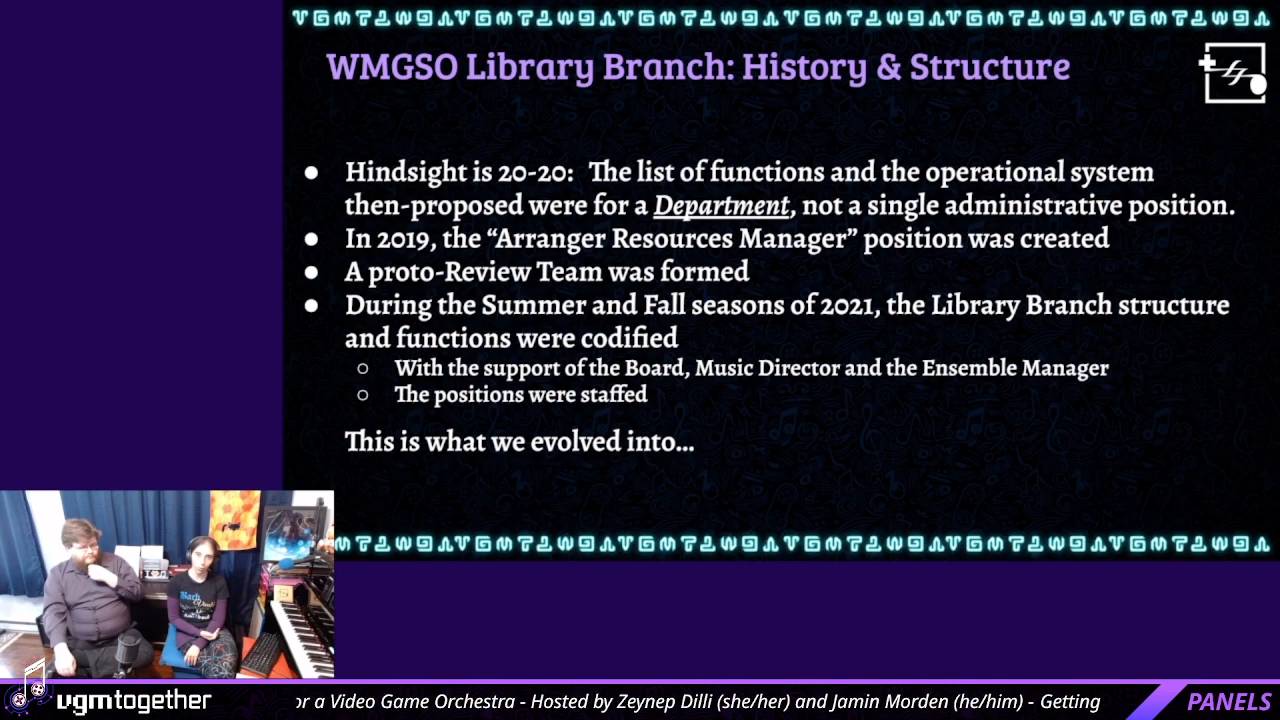 WMGSO Library Branch: History & Structure
● Hindsight is 20-20: The list of functions and the operational system
then-proposed were for a Department, not a single administrative position.
● In 2019, the “Arranger Resources Manager” position was created
● A proto-Review Team was formed
● During the Summer and Fall seasons of 2021, the Library Branch structure
and functions were codified
○ With the support of the Board, Music Director and the Ensemble Manager
○ The positions were staffed
This is what we evolved into...
Bach
vgmtogether
or a Video Game Orchestra - Hosted by Zeynep Dilli (she/her) and Jamin Morden (he/him) - Getting
PANELS